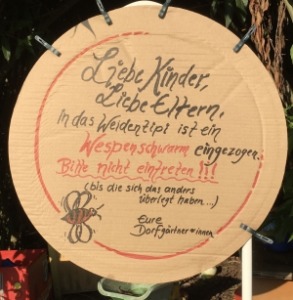 Liebe Kinder,
Liebe Eltern,
in das Weidentipi ist ein
Wespenschwarm eingezogen.
Bitte nicht eintreten!!!
(bis die sich das anders
überlegt haben...)
Eure
Dorfgärtner*innen